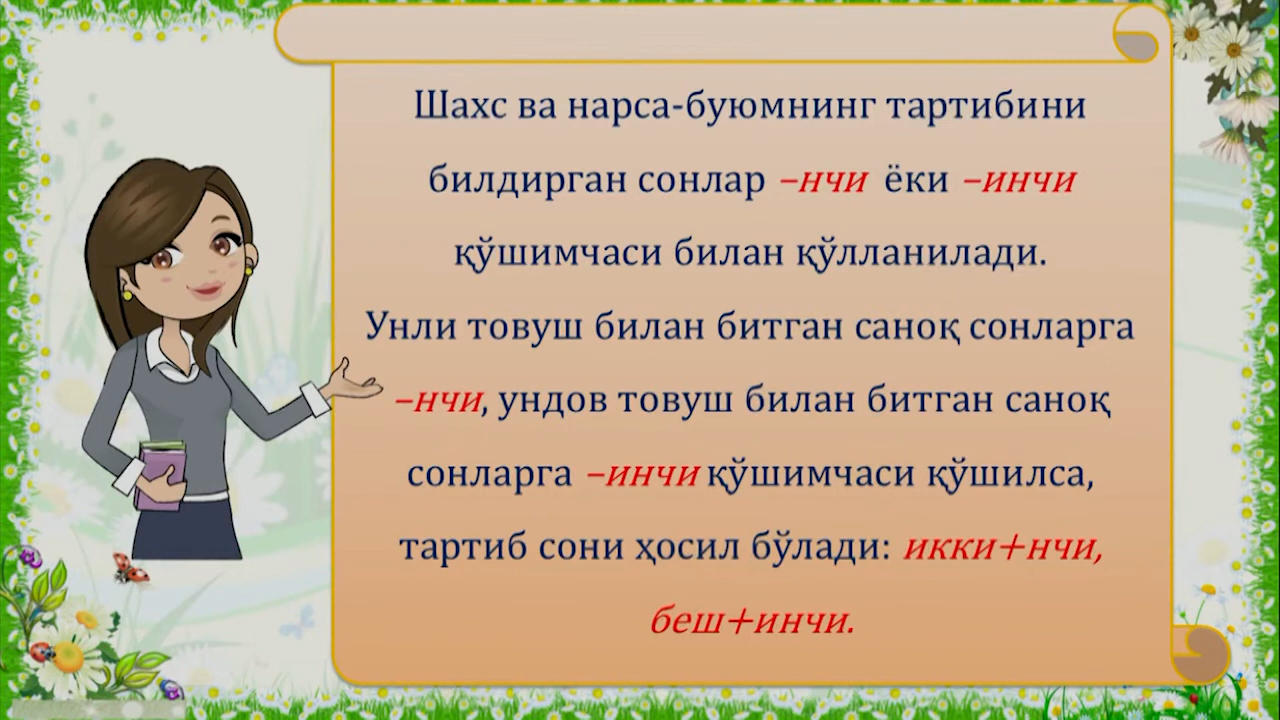 Шахс ва нарса-буюмнинг тартибини
билдирган сонлар –нчи ёки –инчи
қўшимчаси билан қўлланилади.
Унли товуш билан битган саноқ сонларга
–нчи, ундов товуш билан битган саноқ
сонларга –инчи қўшимчаси қўшилса,
тартиб сони ҳосил бўлади: икки+нчи,
беш+инчи.